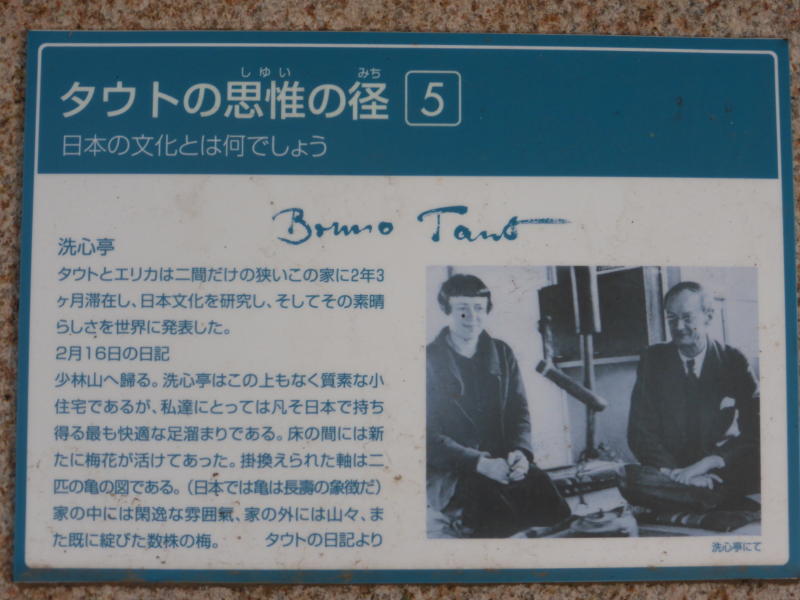 しゆい みち
タウトの思惟の径 5
日本の文化とは何でしょう
Bruno Taut
洗心亭
タウトとエリカは二間だけの狭いこの家に2年3
ヶ月滞在し、日本文化を研究し、そしてその素晴
らしさを世界に発表した。
2月16日の日記
少林山へ歸る。洗心亭はこの上もなく質素な小
住宅であるが、私達にとっては凡そ日本で持ち
得る最も快適な足溜まりである。床の間には新
たに梅花が活けてあった。掛換えられた軸は二
匹の亀の図である。（日本では亀は長壽の象徴だ）
家の中には閑逸な雰囲氣、家の外には山々、ま
た既に綻びた数株の梅。 タウトの日記より
洗心亭にて